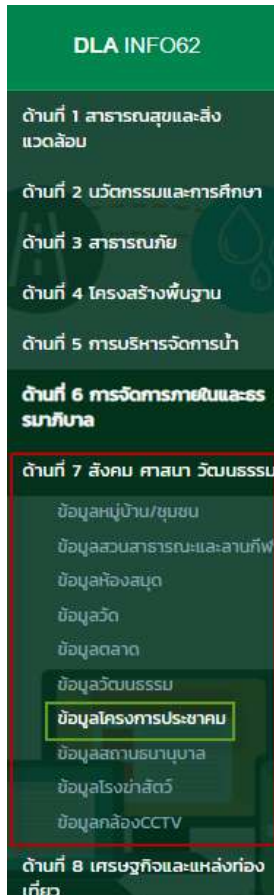 DLA INFO62
ด้านที่ 1 สาธารณสุขและสิ่ง
แวดล้อม
ด้านที่ 2 นวัตกรรมและการศึกษา
ด้านที่ 3 สาธารณภัย
ด้านที่ 4 โครงสร้างพื้นฐาน
ด้านที่ 5 การบริหารจัดการน้ำ
ด้านที่ 6 การจัดการภายในและธร
รมาภิบาล
ด้านที่ 7 สังคม ศาสนา วัฒนธรรม
ข้อมูลหมู่บ้าน/ชุมชน
ข้อมูลสวนสาธารณะและลานกีฬ
ข้อมูลห้องสมุด
ข้อมูลวัด
ข้อมูลตลาด
ข้อมูลวัฒนธรรม
ข้อมูลโครงการประชาคม
ข้อมูลสถานธนานุบาล
ข้อมูลโรงฆ่าสัตว์
ข้อมูลกล้องCCTV
ด้านที่ 8 เศรษฐกิจและแหล่งท่อง
เที่ยว